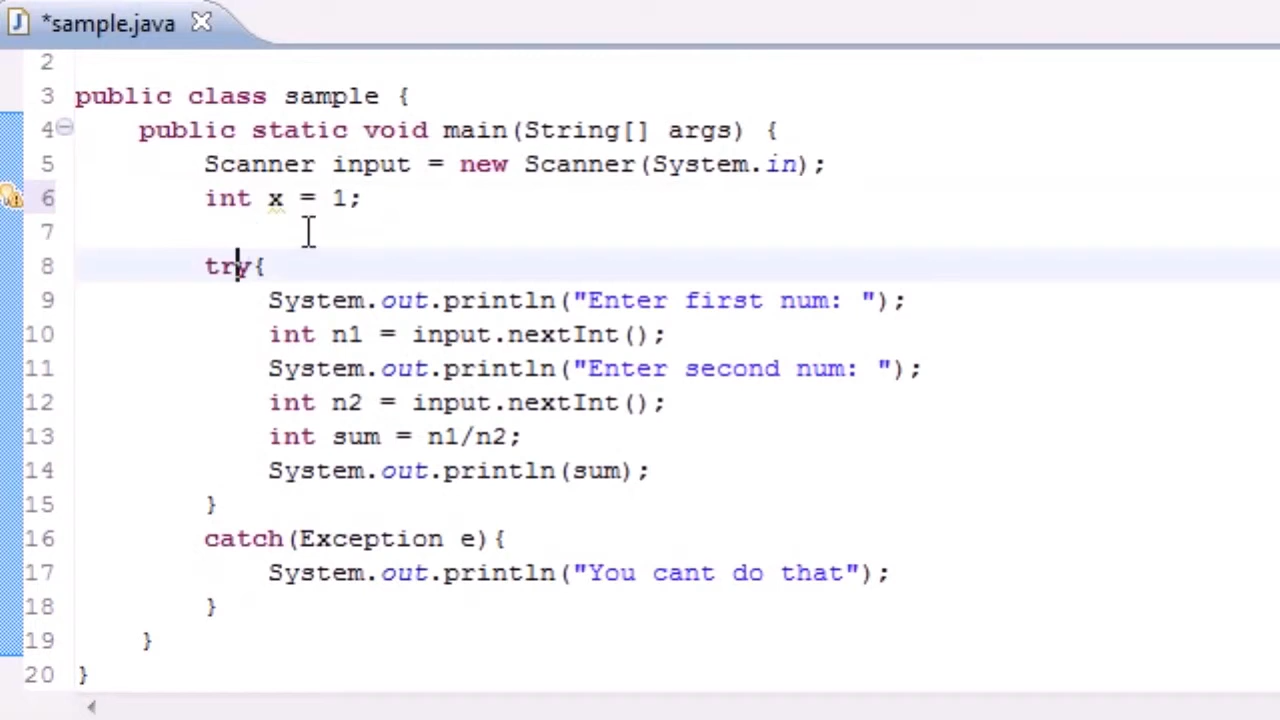 *sample.java
2
3 public class sample {
4 public static void main(String[] args) {
5 Scanner input = new Scanner(System.in);
6 int x = 1;
7
8 try{
9 System.out.println("Enter first num: ");
10 int n1 = input.nextInt();
11 System.out.println("Enter second num: ");
12 int n2 = input.nextInt();
13 int sum = n1/n2;
14 System.out.println(sum);
15 }
16 catch(Exception e){
17 System.out.println("You cant do that");
18 }
19 }
20 }